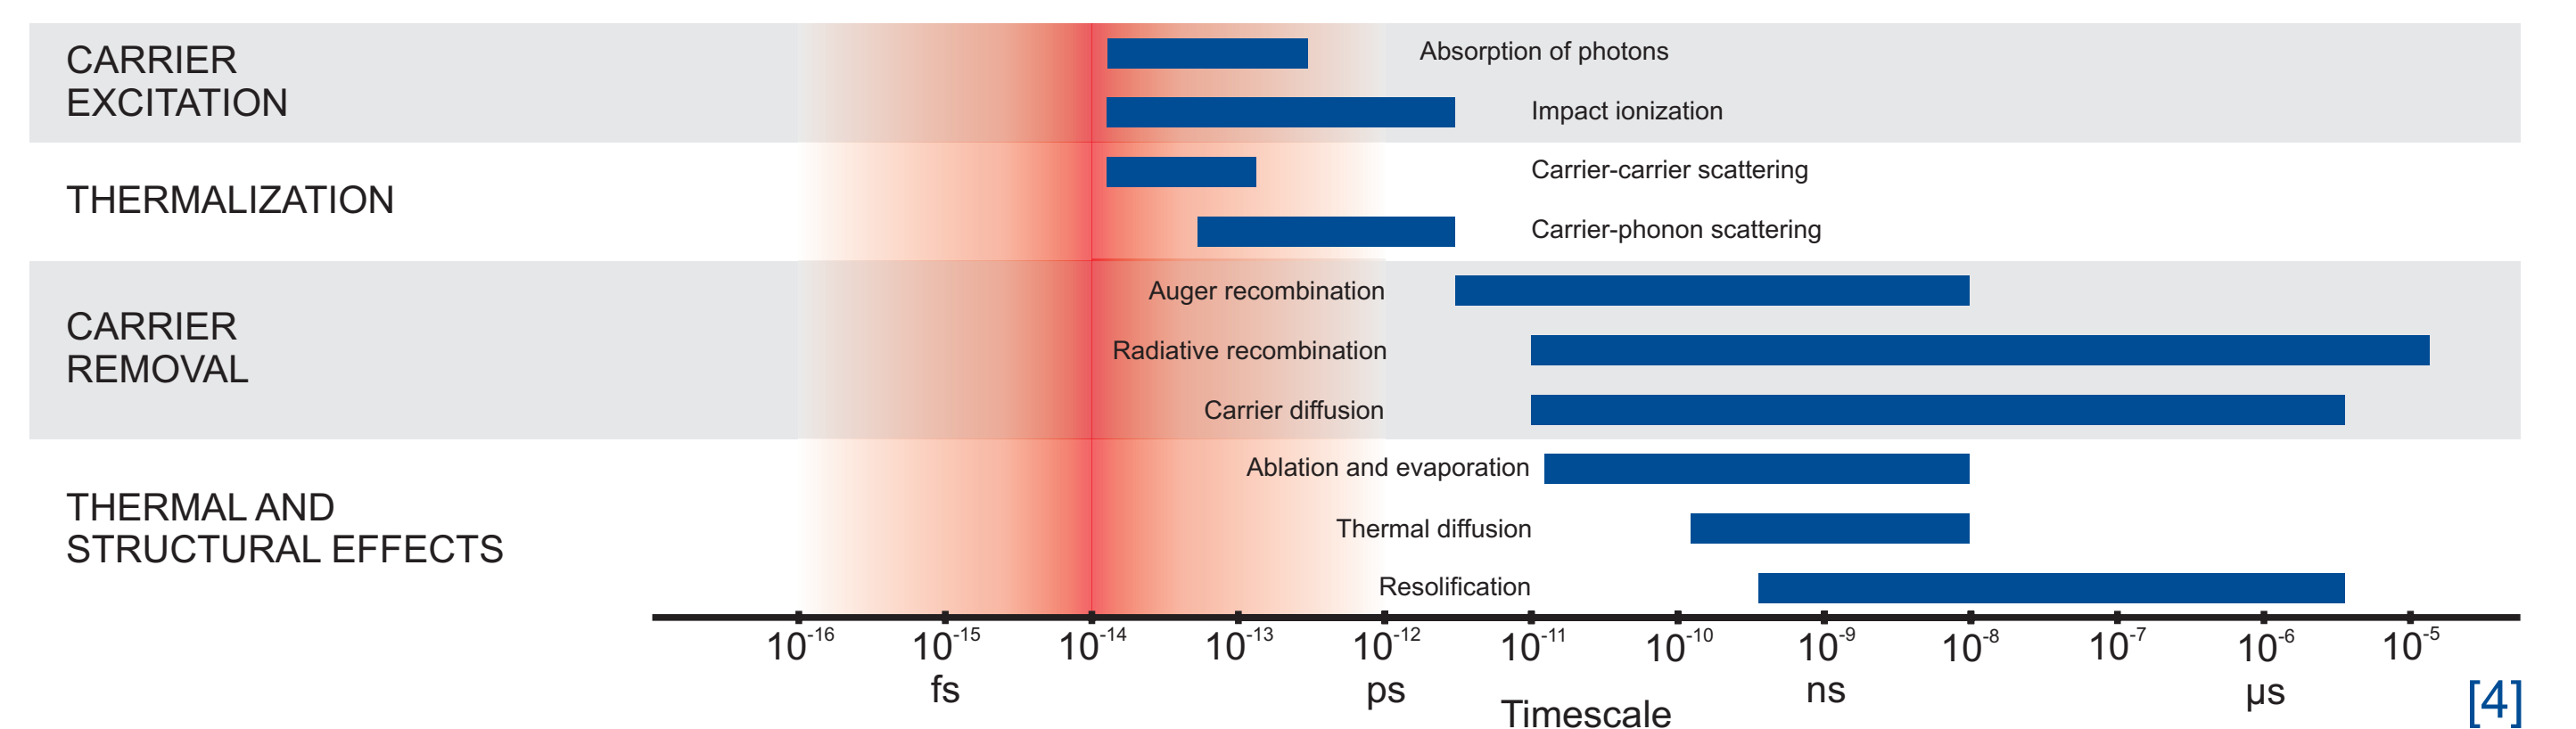 CARRIER
EXCITATION
Absorption of photons
Impact ionization
THERMALIZATION
Carrier-carrier scattering
Carrier-phonon scattering
CARRIER
REMOVAL
Auger recombination
Radiative recombination
Carrier diffusion
THERMAL AND
STRUCTURAL EFFECTS
Ablation and evaporation
Thermal diffusion
Resolification
10^-16 10^-15 10^-14 10^-13 10^-12 10^-11 10^-10 10^-9 10^-8 10^-7 10^-6 10^-5
fs ps ns µs
Timescale
[4]